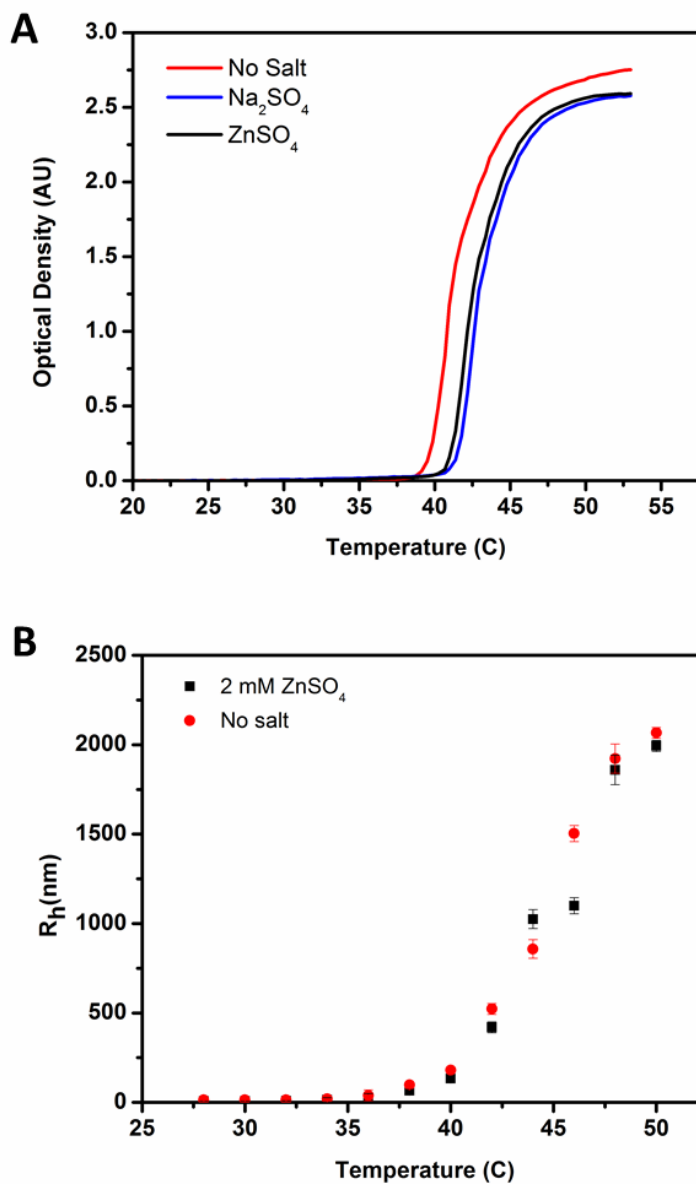 A
3.0
2.5
2.0
1.5
1.0
0.5
0.0
Optical Density (AU)
No Salt
Na₂SO₄
ZnSO₄
20 25 30 35 40 45 50 55
Temperature (C)
B
2500
2000
1500
1000
500
0
Rₕ(nm)
2 mM ZnSO₄
No salt
25 30 35 40 45 50
Temperature (C)